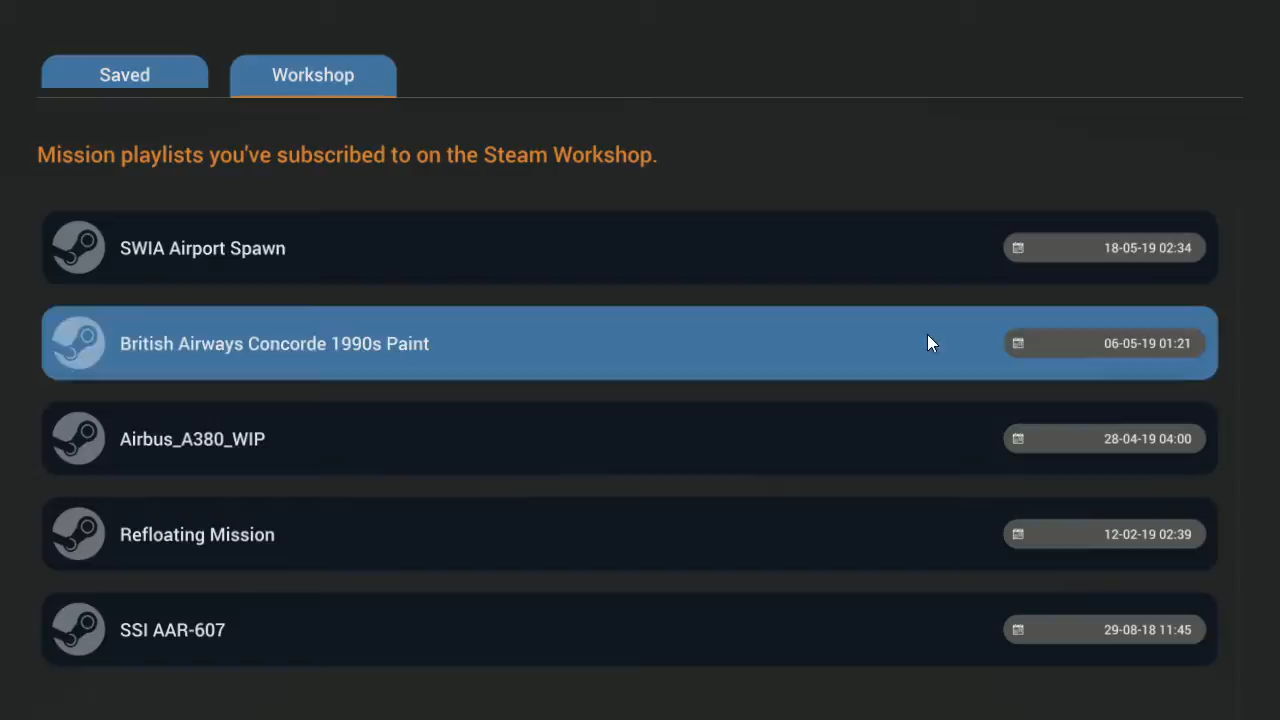 Saved
Workshop
Mission playlists you've subscribed to on the Steam Workshop.
SWIA Airport Spawn
18-05-19 02:34
British Airways Concorde 1990s Paint
06-05-19 01:21
Airbus_A380_WIP
28-04-19 04:00
Refloating Mission
12-02-19 02:39
SSI AAR-607
29-08-18 11:45